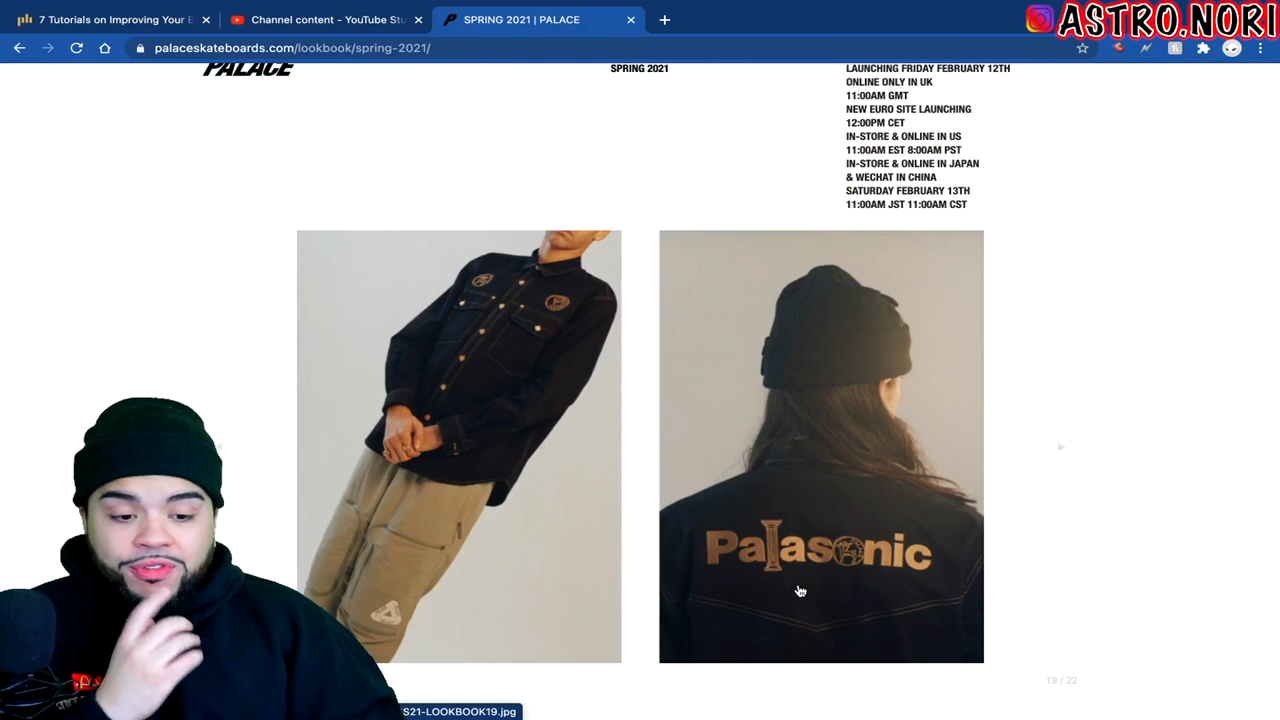 7 Tutorials on Improving Your E
Channel content - YouTube Stu
SPRING 2021 | PALACE
ASTRO.NORI
palaceskateboards.com/lookbook/spring-2021/
PALACE
SPRING 2021
LAUNCHING FRIDAY FEBRUARY 12TH
ONLINE ONLY IN UK
11:00AM GMT
NEW EURO SITE LAUNCHING
12:00PM CET
IN-STORE & ONLINE IN US
11:00AM EST 8:00AM PST
IN-STORE & ONLINE IN JAPAN
& WECHAT IN CHINA
SATURDAY FEBRUARY 13TH
11:00AM JST 11:00AM CST
Palasonic
19 / 22
S21-LOOKBOOK19.jpg